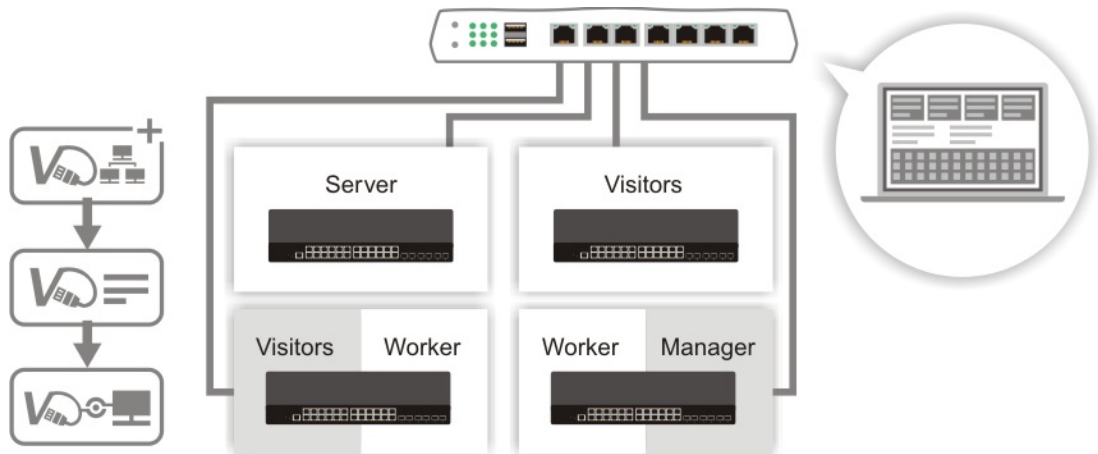 Server
Visitors
Visitors Worker
Worker Manager
V
V
V